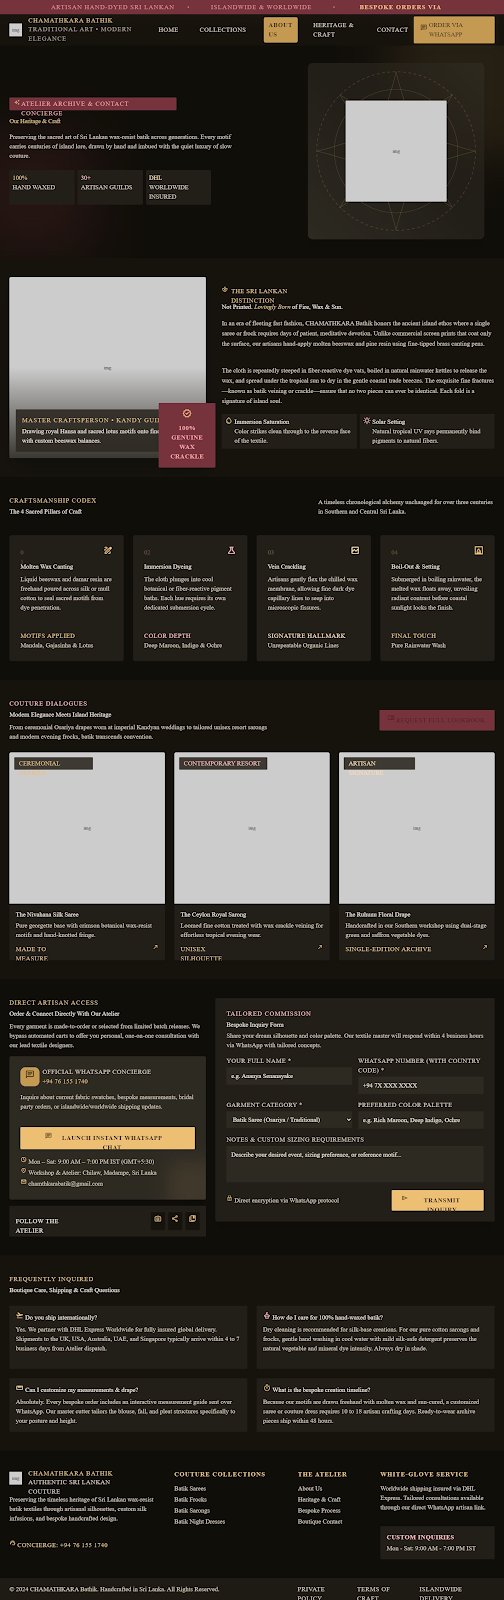 ARTISAN HAND-DYED SRI LANKAN • ISLANDWIDE & WORLDWIDE • BESPOKE ORDERS VIA
CHAMATHKARA BATHIK
TRADITIONAL ART • MODERN ELEGANCE
HOME
COLLECTIONS
ABOUT US
HERITAGE & CRAFT
CONTACT
ORDER VIA WHATSAPP
ATELIER ARCHIVE & CONTACT CONCIERGE
Our Heritage & Craft
Preserving the sacred art of Sri Lankan wax-resist batik across generations. Every motif
carries centuries of island lore, drawn by hand and imbued with the quiet luxury of slow
couture.
100%
HAND WAXED
30+
ARTISAN GUILDS
DHL
WORLDWIDE
INSURED
img
img
MASTER CRAFTSPERSON • KANDY
Drawing royal Hansa and sacred lotus motifs onto
with custom beeswax balances.
100%
GENUINE
WAX
CRACKLE
THE SRI LANKAN
DISTINCTION
Not Printed. Lovingly Born of Fire, Wax & Sun.
In an era of fleeting fast fashion, CHAMATHKARA Bathik honors the ancient island ethos where a single
saree or frock requires days of patient, meditative devotion. Unlike commercial screen prints that coat only
the surface, our artisans hand-apply molten beeswax and pine resin using fine-tipped brass canting pens.
The cloth is repeatedly steeped in fiber-reactive dye vats, boiled in natural rainwater kettles to release the
wax, and spread under the tropical sun to dry in the gentle coastal trade breezes. The exquisite fine fractures
—known as batik veining or crackle—ensure that no two pieces can ever be identical. Each fold is a
signature of island soul.
Immersion Saturation
Color strikes clean through to the reverse face
of the textile.
Solar Setting
Natural tropical UV rays permanently bind
pigments to natural fibers.
CRAFTSMANSHIP CODEX
The 4 Sacred Pillars of Craft
A timeless chronological alchemy unchanged for over three centuries
in Southern and Central Sri Lanka.
Molten Wax Casting
Liquid beeswax and damar resin are
freehand poured across silk or mull
cotton to seal sacred motifs from
dye penetration.
MOTIFS APPLIED
Mandala, Gajasinha & Lotus
02
Immersion Dyeing
The cloth plunges into cool
botanical or fiber-reactive pigment
baths. Each hue requires its own
dedicated submersion cycle.
COLOR DEPTH
Deep Maroon, Indigo & Ochre
03
Vein Crackling
Artisans gently flex the chilled wax
membrane, allowing fine dark dye
capillary lines to seep into
microscopic fissures.
SIGNATURE HALLMARK
Unrepeatable Organic Lines
04
Boil-Out & Setting
Submerged in boiling rainwater, the
melted wax floats away, unveiling
radiant contrast before coastal
sunlight locks the finish.
FINAL TOUCH
Pure Rainwater Wash
COUTURE DIALOGUES
Modern Elegance Meets Island Heritage
From ceremonial Osariya drapes worn at imperial Kandyan weddings to tailored unisex resort sarongs
and modern evening frocks, batik transcends convention.
REQUEST FULL LOOKBOOK
CEREMONIAL
img
The Nivahana Silk Saree
Pure georgette base with crimson botanical wax-resist
motifs and hand-knotted fringe.
MADE TO
MEASURE
CONTEMPORARY RESORT
img
The Ceylon Royal Sarong
Loomed fine cotton treated with wax crackle veining for
effortless tropical evening wear.
UNISEX
SILHOUETTE
ARTISAN
SIGNATURE
img
The Ruhunu Floral Drape
Handcrafted in our Southern workshop using dual-stage
green and saffron vegetable dyes.
SINGLE-EDITION ARCHIVE
DIRECT ARTISAN ACCESS
Order & Connect Directly With Our Atelier
Every garment is made-to-order or selected from limited batch releases. We
bypass automated carts to offer you personal, one-on-one consultation with
our lead textile designers.
OFFICIAL WHATSAPP CONCIERGE
+94 76 155 1740
Inquire about current fabric swatches, bespoke measurements, bridal
party orders, or islandwide/worldwide shipping updates.
LAUNCH INSTANT WHATSAPP
CHAT
Mon – Sat: 9:00 AM – 7:00 PM IST (GMT+5:30)
Workshop & Atelier: Chilaw, Madampe, Sri Lanka
chamthkarabatik@gmail.com
FOLLOW THE
ATELIER
TAILORED COMMISSION
Bespoke Inquiry Form
Share your dream silhouette and color palette. Our textile master will respond within 4 business hours
via WhatsApp with tailored concepts.
YOUR FULL NAME *
e.g. Ananya Senanayake
WHATSAPP NUMBER (WITH COUNTRY
CODE) *
+94 7X XXX XXXX
GARMENT CATEGORY *
Batik Saree (Osariya / Traditional)
PREFERRED COLOR PALETTE
e.g. Rich Maroon, Deep Indigo, Ochre
NOTES & CUSTOM SIZING REQUIREMENTS
Describe your desired event, sizing preference, or reference motif...
Direct encryption via WhatsApp protocol
TRANSMIT
INQUIRY
FREQUENTLY INQUIRED
Boutique Care, Shipping & Craft Questions
Do you ship internationally?
Yes. We partner with DHL Express Worldwide for fully insured global delivery.
Shipments to the UK, USA, Australia, UAE, and Singapore typically arrive within 4 to 7
business days from Atelier dispatch.
How do I care for 100% hand-waxed batik?
Dry cleaning is recommended for silk-base creations. For our pure cotton sarongs and
frocks, gentle hand washing in cool water with mild silk-safe detergent preserves the
natural vegetable and mineral dye intensity. Always dry in shade.
Can I customize my measurements & drape?
Absolutely. Every bespoke order includes an interactive measurement guide sent over
WhatsApp. Our master cutter tailors the blouse, fall, and pleat structures specifically to
your posture and height.
What is the bespoke creation timeline?
Because our motifs are drawn freehand with molten wax and sun-cured, a customized
saree or couture dress requires 10 to 18 artisan crafting days. Ready-to-wear archive
pieces ship within 48 hours.
img
CHAMATHKARA BATHIK
AUTHENTIC SRI LANKAN
COUTURE
Preserving the timeless heritage of Sri Lankan wax-resist
batik textiles through artisanal silhouettes, custom silk
infusions, and bespoke handcrafted design.
CONCIERGE: +94 76 155 1740
COUTURE COLLECTIONS
Batik Sarees
Batik Frocks
Batik Sarongs
Batik Night Dresses
THE ATELIER
About Us
Heritage & Craft
Bespoke Process
Boutique Contact
WHITE-GLOVE SERVICE
Worldwide shipping insured via DHL
Express. Tailored consultations available
through our direct WhatsApp artisan link.
CUSTOM INQUIRIES
Mon - Sat: 9:00 AM - 7:00 PM IST
© 2024 CHAMATHKARA Bathik. Handcrafted in Sri Lanka. All Rights Reserved.
PRIVATE
POLICY
TERMS OF
CRAFT
ISLANDWIDE
DELIVERY